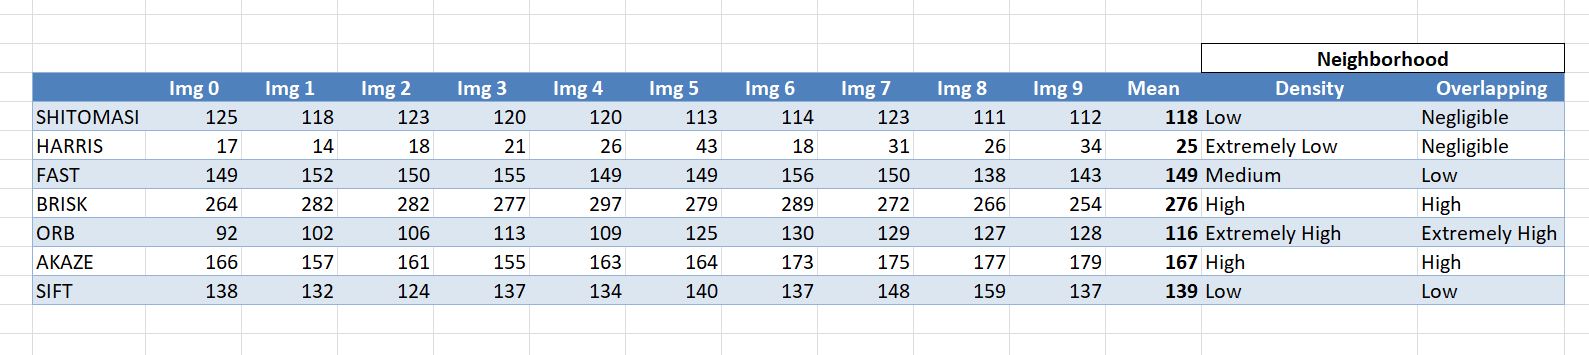 Neighborhood
Img 0 Img 1 Img 2 Img 3 Img 4 Img 5 Img 6 Img 7 Img 8 Img 9 Mean Density Overlapping
SHITOMASI 125 118 123 120 120 113 114 123 111 112 118 Low Negligible
HARRIS 17 14 18 21 26 43 18 31 26 34 25 Extremely Low Negligible
FAST 149 152 150 155 149 149 156 150 138 143 149 Medium Low
BRISK 264 282 282 277 297 279 289 272 266 254 276 High High
ORB 92 102 106 113 109 125 130 129 127 128 116 Extremely High Extremely High
AKAZE 166 157 161 155 163 164 173 175 177 179 167 High High
SIFT 138 132 124 137 134 140 137 148 159 137 139 Low Low